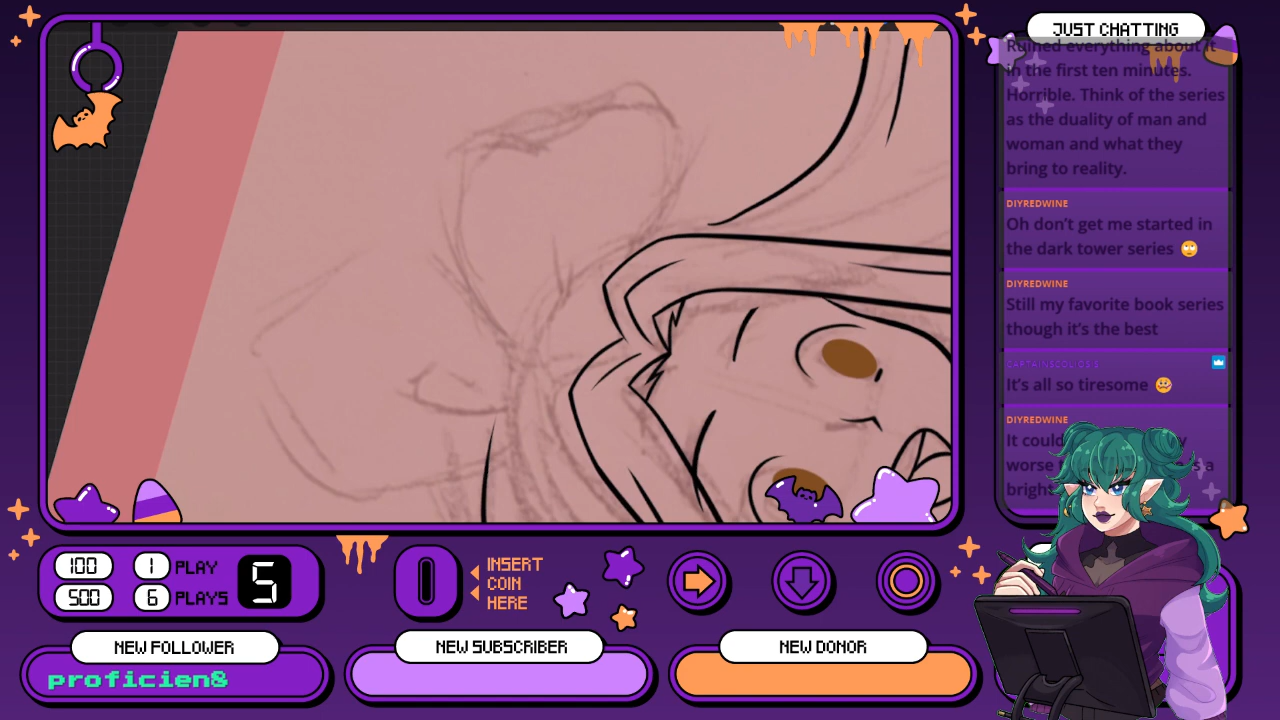 JUST CHATTING
Ruined everything about it
in the first ten minutes.
Horrible. Think of the series
as the duality of man and
woman and what they
bring to reality.
DIYREDWINE
Oh don't get me started in
the dark tower series 🙄
DIYREDWINE
Still my favorite book series
though it's the best
CAPTAINSCOLIOSIS
It's all so tiresome 🥴
DIYREDWINE
It could
worse
s a
brigh
100
1 PLAY
500
6 PLAYS
5
INSERT
COIN
HERE
NEW FOLLOWER
proficien8
NEW SUBSCRIBER
NEW DONOR